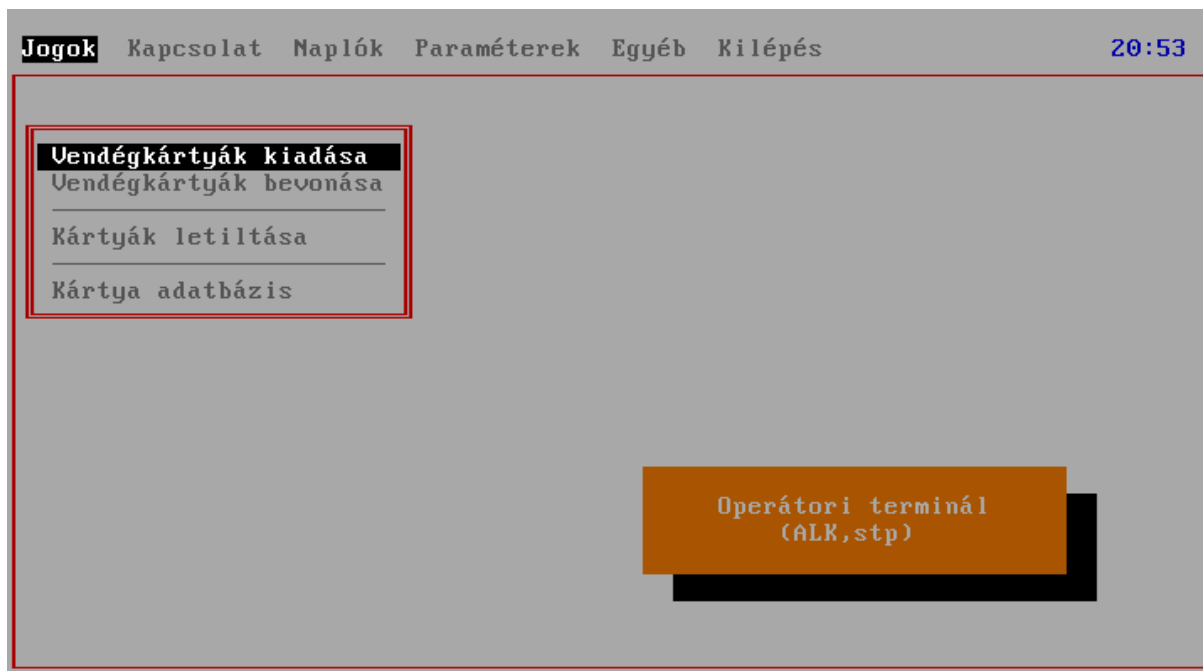 Jogok Kapcsolat Naplók Paraméterek Egyéb Kilépés 20:53
Vendégkártyák kiadása
Vendégkártyák bevonása
Kártyák letiltása
Kártya adatbázis
Operátori terminál
(ALK,stp)